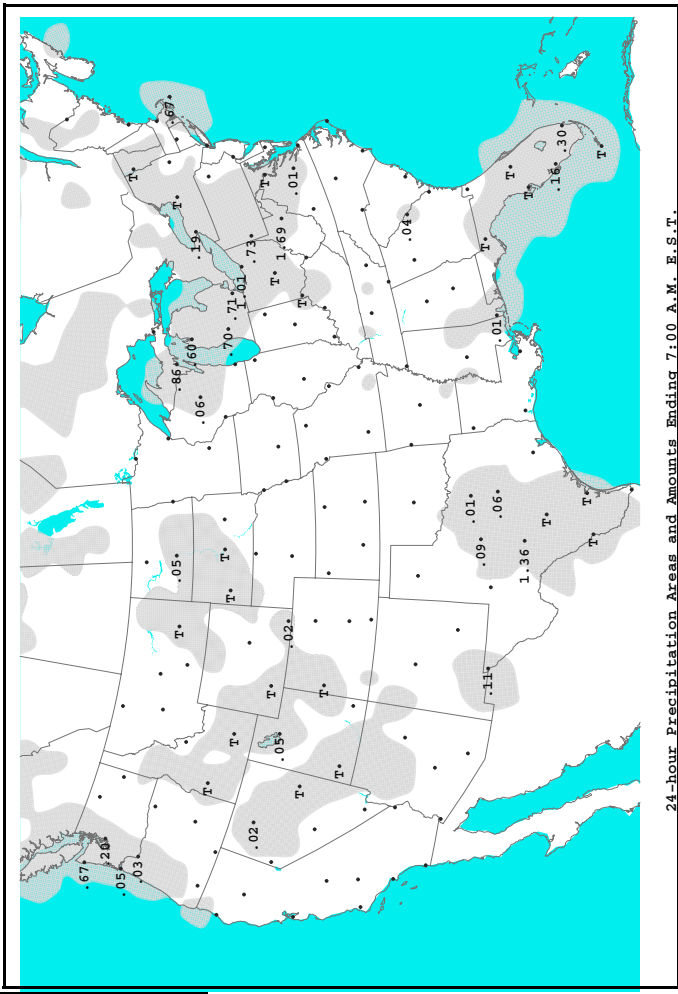 .67
.20
.05
.03
T
.67
.05
.86
T
T
.60
.19
.06
T
T
.70
T
.71
T
1.01
.73
.02
T
T
T
.05
1.69
.02
.01
T
T
T
T
.04
.01
.09
T
.11
.01
.06
T
1.36
T
T
.16
.30
T
T
T
24-hour Precipitation Areas and Amounts Ending 7:00 A.M. E.S.T.